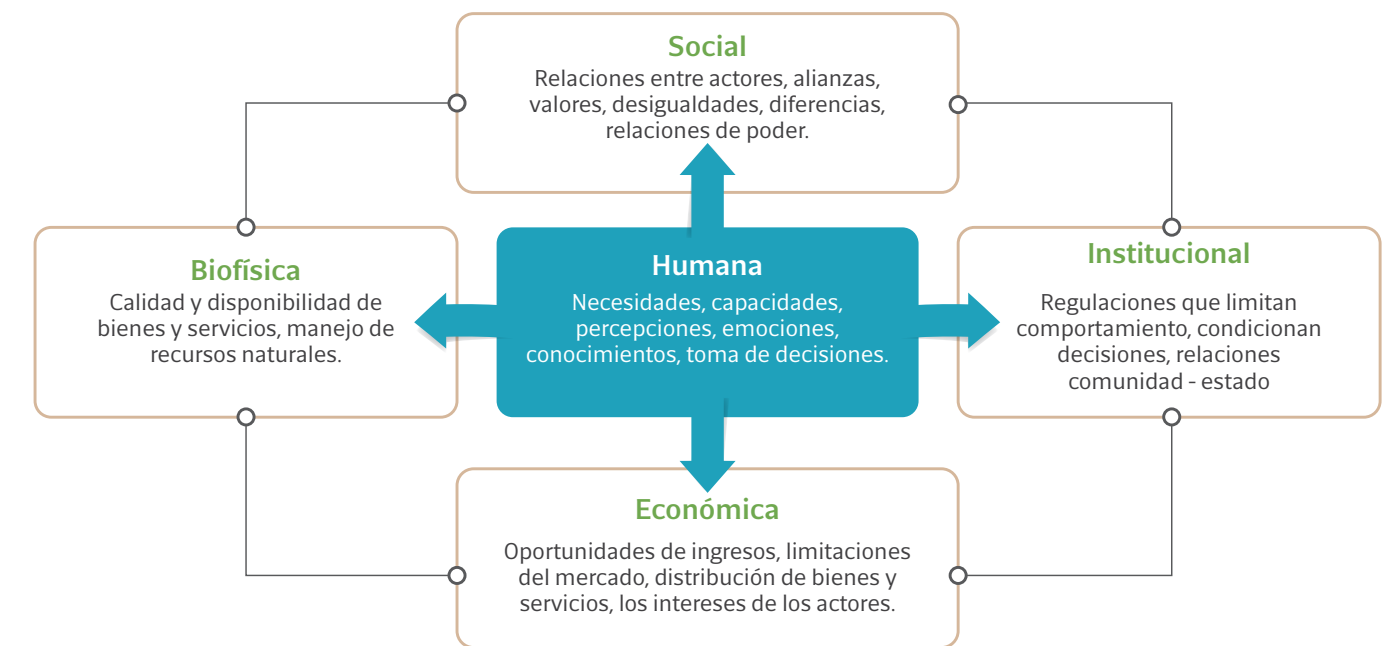 Social
Relaciones entre actores, alianzas,
valores, desigualdades, diferencias,
relaciones de poder.
Biofísica
Calidad y disponibilidad de
bienes y servicios, manejo de
recursos naturales.
Humana
Necesidades, capacidades,
percepciones, emociones,
conocimientos, toma de decisiones.
Institucional
Regulaciones que limitan
comportamiento, condicionan
decisiones, relaciones
comunidad - estado
Económica
Oportunidades de ingresos, limitaciones
del mercado, distribución de bienes y
servicios, los intereses de los actores.